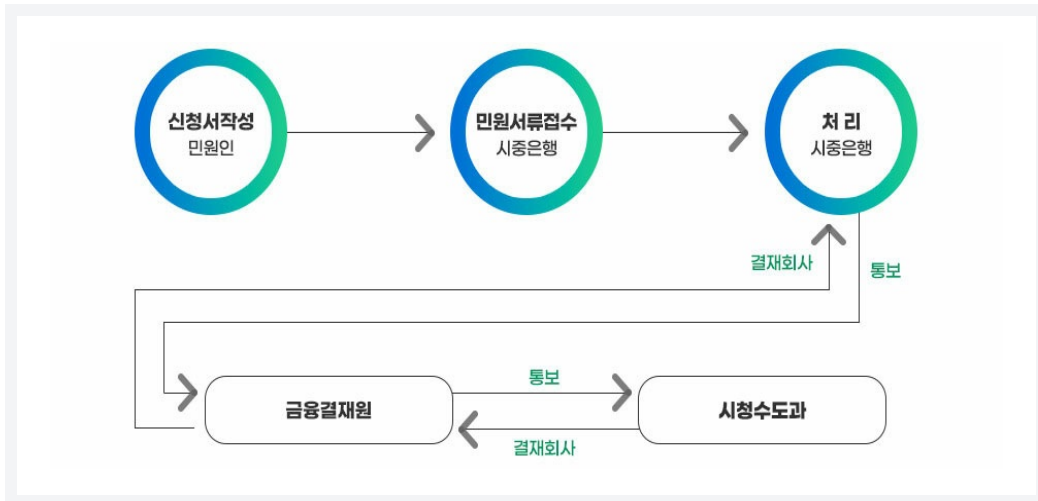 신청서작성
민원인
민원서류접수
시중은행
처 리
시중은행
결재회사
통보
금융결재원
통보
결재회사
시청수도과